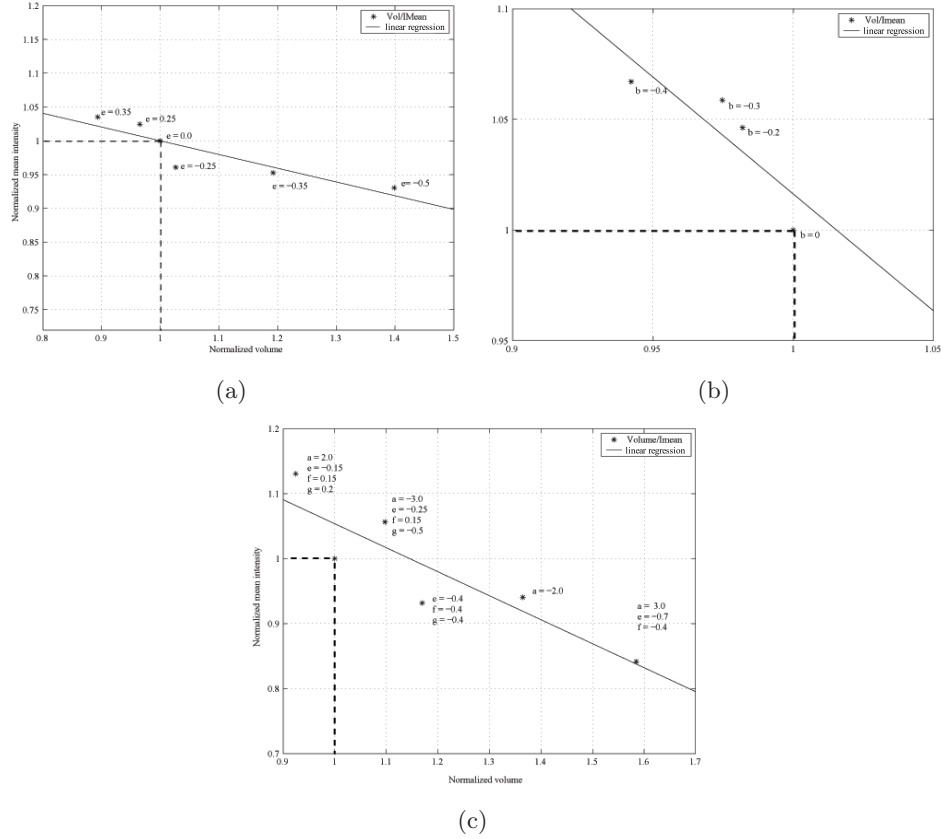 1.2
Vol/IMean
linear regression
1.15
1.1
1.05
e = 0.35
e = 0.25
e = 0.0
1
e = −0.25
0.95
e = −0.35
e= −0.5
0.9
0.85
0.8
0.75
Normalized mean intensity
0.8 0.9 1 1.1 1.2 1.3 1.4 1.5
Normalized volume
(a)
1.1
Vol/Imean
linear regression
b = −0.4
b = −0.3
1.05
b = −0.2
1
b = 0
0.95
0.9 0.95 1 1.05
(b)
1.2
Volume/Imean
linear regression
a = 2.0
e = −0.15
f = 0.15
g = 0.2
1.1
a = −3.0
e = −0.25
f = 0.15
g = −0.5
1
e = −0.4
f = −0.4
g = −0.4
a = −2.0
a = 3.0
e = −0.7
f = −0.4
0.9
0.8
0.7
Normalized mean intensity
0.9 1 1.1 1.2 1.3 1.4 1.5 1.6 1.7
Normalized volume
(c)